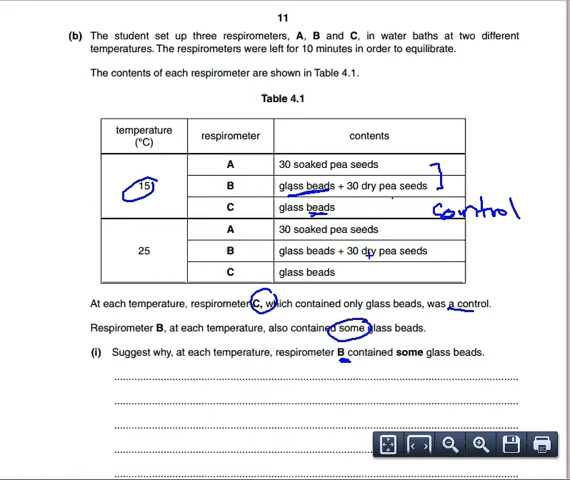 11
(b) The student set up three respirometers, A, B and C, in water baths at two different
temperatures. The respirometers were left for 10 minutes in order to equilibrate.
The contents of each respirometer are shown in Table 4.1.
Table 4.1
temperature (°C) respirometer contents
15 A 30 soaked pea seeds
B glass beads + 30 dry pea seeds
C glass beads
control
25 A 30 soaked pea seeds
B glass beads + 30 dry pea seeds
C glass beads
At each temperature, respirometer C, which contained only glass beads, was a control.
Respirometer B, at each temperature, also contained some glass beads.
(i) Suggest why, at each temperature, respirometer B contained some glass beads.